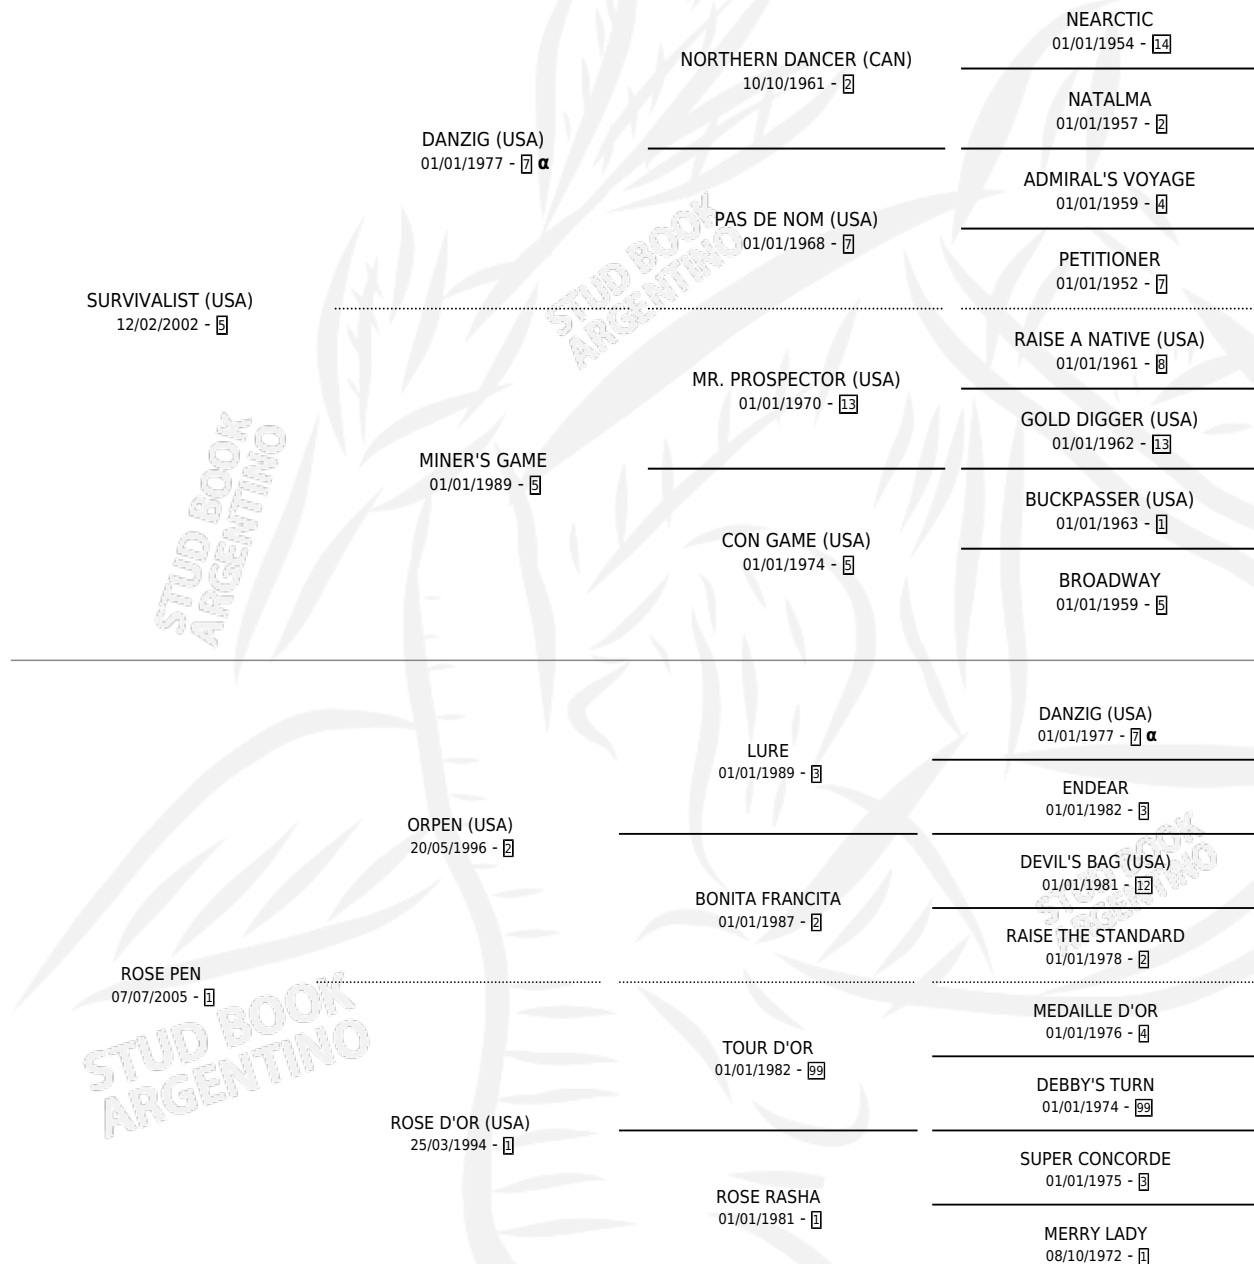 NEARCTIC
01/01/1954 - 14
NORTHERN DANCER (CAN)
10/10/1961 - 2
NATALMA
01/01/1957 - 2
DANZIG (USA)
01/01/1977 - 7 α
ADMIRAL'S VOYAGE
01/01/1959 - 4
PAS DE NOM (USA)
01/01/1968 - 7
PETITIONER
01/01/1952 - 7
STUD BOOK
ARGENTINO
SURVIVALIST (USA)
12/02/2002 - 5
RAISE A NATIVE (USA)
01/01/1961 - 8
MR. PROSPECTOR (USA)
01/01/1970 - 13
GOLD DIGGER (USA)
01/01/1962 - 13
MINER'S GAME
01/01/1989 - 5
BUCKPASSER (USA)
01/01/1963 - 1
CON GAME (USA)
01/01/1974 - 5
BROADWAY
01/01/1959 - 5
STUD BOOK
ARGENTINO
DANZIG (USA)
01/01/1977 - 7 α
LURE
01/01/1989 - 3
ENDEAR
01/01/1982 - 3
ORPEN (USA)
20/05/1996 - 2
DEVIL'S BAG (USA)
01/01/1981 - 12
BONITA FRANCITA
01/01/1987 - 2
RAISE THE STANDARD
01/01/1978 - 2
STUD BOOK
ARGENTINO
ROSE PEN
07/07/2005 - 1
MEDAILLE D'OR
01/01/1976 - 4
TOUR D'OR
01/01/1982 - 99
DEBBY'S TURN
01/01/1974 - 99
STUD BOOK
ARGENTINO
ROSE D'OR (USA)
25/03/1994 - 1
SUPER CONCORDE
01/01/1975 - 3
ROSE RASHA
01/01/1981 - 1
MERRY LADY
08/10/1972 - 1